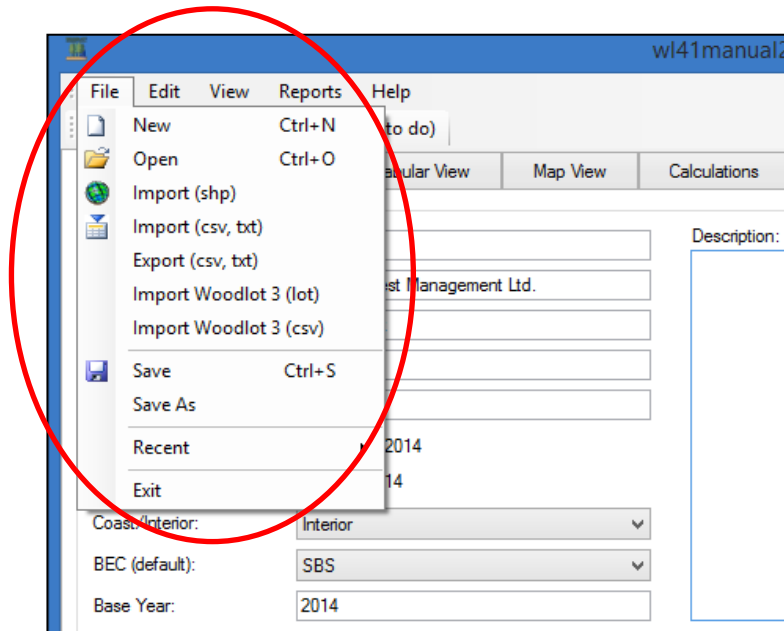 wl41manual2
File Edit View Reports Help
New Ctrl+N
to do)
Open Ctrl+O
Tabular View Map View Calculations
Import (shp)
Import (csv, txt)
Description:
Export (csv, txt)
est Management Ltd.
Import Woodlot 3 (lot)
Import Woodlot 3 (csv)
Save Ctrl+S
Save As
Recent
2014
14
Exit
Coast/Interior: Interior
BEC (default): SBS
Base Year: 2014